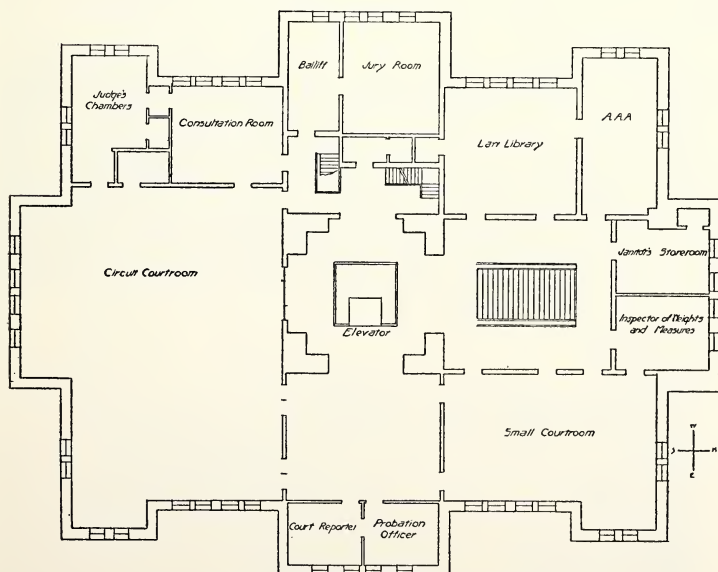 Bailiff
Jury Room
Judge's
Chambers
Consultation Room
Law Library
A.A.A
Janitor's Storeroom
Circuit Courtroom
Inspector of Weights
and Measures
Elevator
Small Courtroom
W
S
N
E
Court Reporter
Probation
Officer